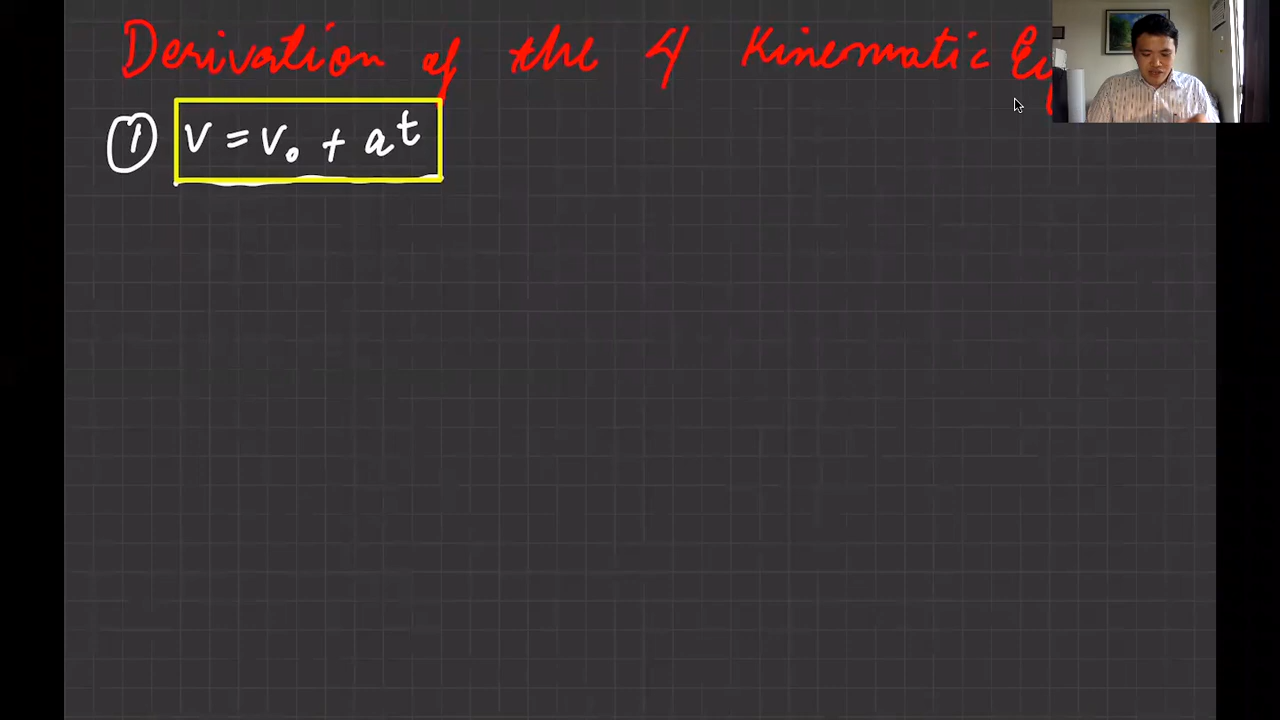 Derivation of the 4 Kinematic
① v = v₀ + at